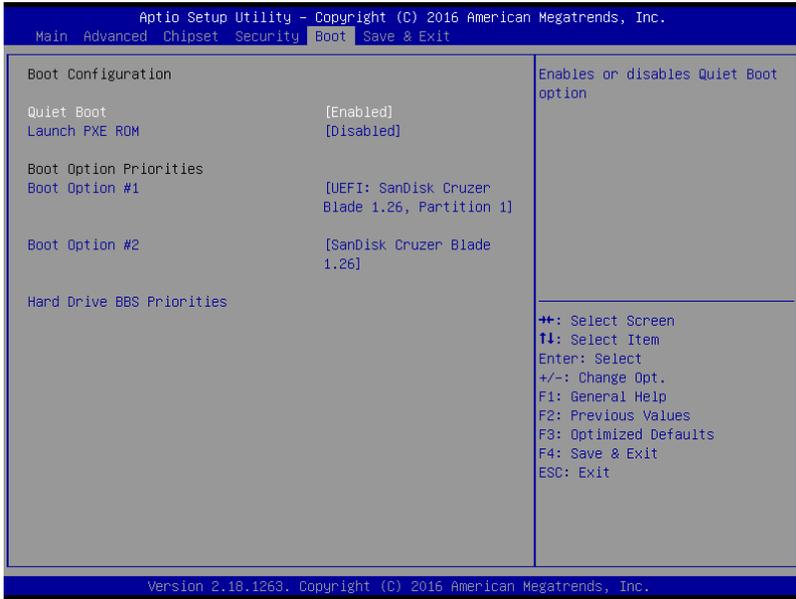 Aptio Setup Utility – Copyright (C) 2016 American Megatrends, Inc.
Main Advanced Chipset Security Boot Save & Exit
Boot Configuration
Quiet Boot [Enabled]
Launch PXE ROM [Disabled]
Boot Option Priorities
Boot Option #1 [UEFI: SanDisk Cruzer
Blade 1.26, Partition 1]
Boot Option #2 [SanDisk Cruzer Blade
1.26]
Hard Drive BBS Priorities
Enables or disables Quiet Boot
option
→←: Select Screen
↑↓: Select Item
Enter: Select
+/-: Change Opt.
F1: General Help
F2: Previous Values
F3: Optimized Defaults
F4: Save & Exit
ESC: Exit
Version 2.18.1263. Copyright (C) 2016 American Megatrends, Inc.